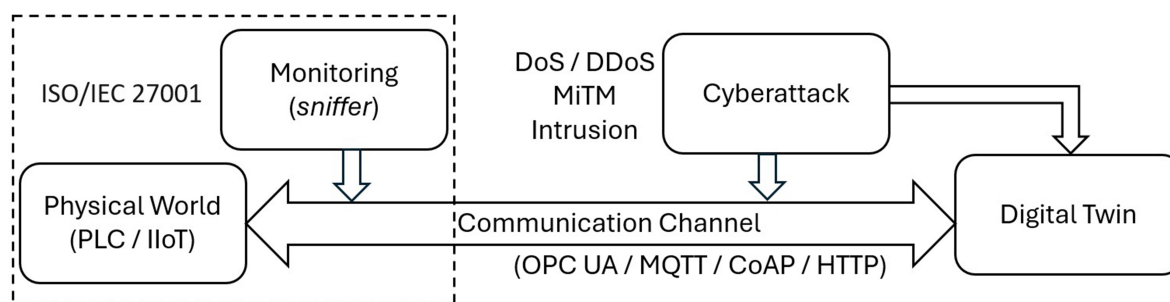 ISO/IEC 27001
Monitoring
(sniffer)
DoS / DDoS
MiTM
Intrusion
Cyberattack
Physical World
(PLC / IIoT)
Communication Channel
(OPC UA / MQTT / CoAP / HTTP)
Digital Twin